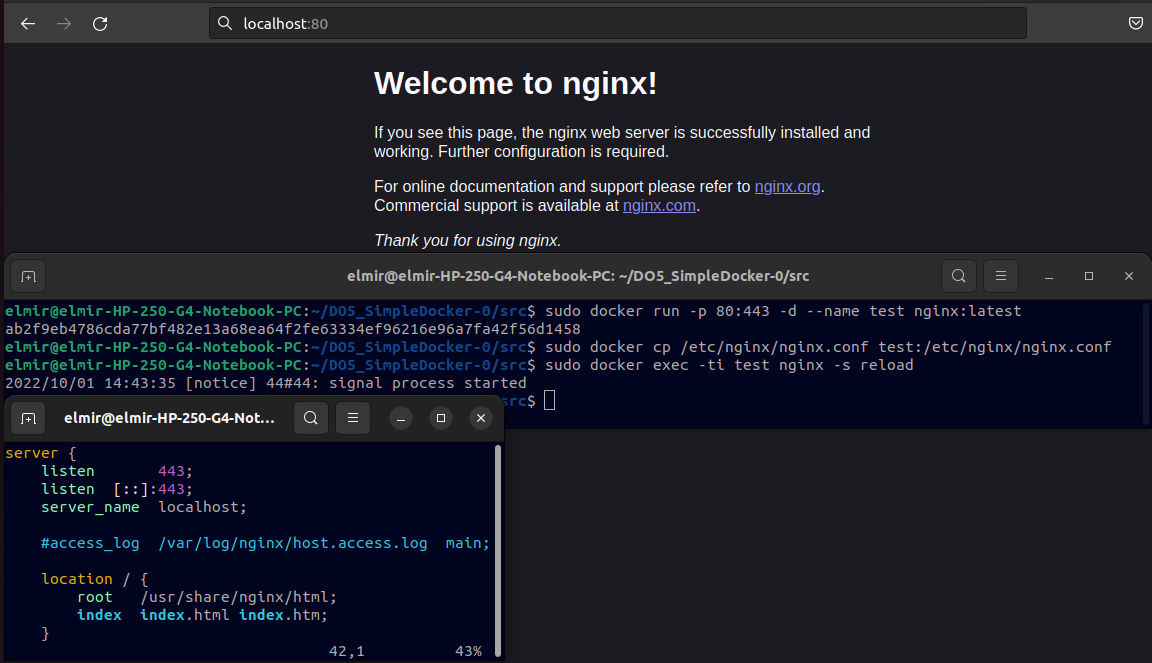 localhost:80
Welcome to nginx!
If you see this page, the nginx web server is successfully installed and
working. Further configuration is required.
For online documentation and support please refer to nginx.org.
Commercial support is available at nginx.com.
Thank you for using nginx.
elmir@elmir-HP-250-G4-Notebook-PC: ~/DO5_SimpleDocker-0/src
elmir@elmir-HP-250-G4-Notebook-PC:~/DO5_SimpleDocker-0/src$ sudo docker run -p 80:443 -d --name test nginx:latest
ab2f9eb4786cda77bf482e13a68ea64f2fe63334ef96216e96a7fa42f56d1458
elmir@elmir-HP-250-G4-Notebook-PC:~/DO5_SimpleDocker-0/src$ sudo docker cp /etc/nginx/nginx.conf test:/etc/nginx/nginx.conf
elmir@elmir-HP-250-G4-Notebook-PC:~/DO5_SimpleDocker-0/src$ sudo docker exec -ti test nginx -s reload
2022/10/01 14:43:35 [notice] 44#44: signal process started
src$
elmir@elmir-HP-250-G4-Not...
server {
    listen       443;
    listen  [::]:443;
    server_name  localhost;
    #access_log  /var/log/nginx/host.access.log  main;
    location / {
        root   /usr/share/nginx/html;
        index  index.html index.htm;
    }
42,1 43%